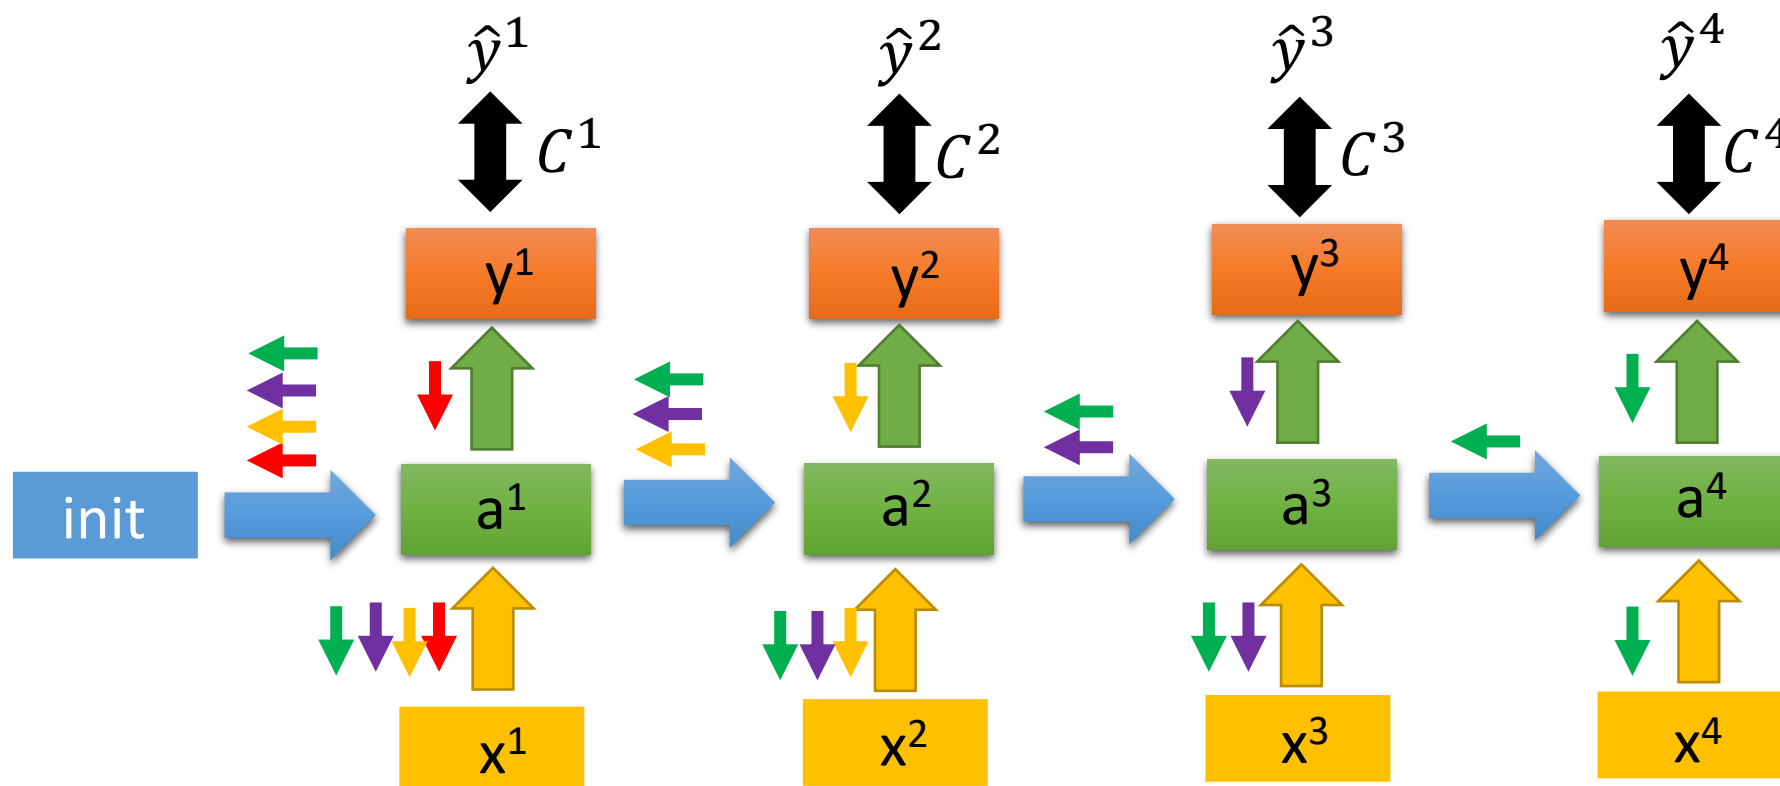 ŷ¹ ŷ² ŷ³ ŷ⁴
C¹ C² C³ C⁴
y¹ y² y³ y⁴
init a¹ a² a³ a⁴
x¹ x² x³ x⁴